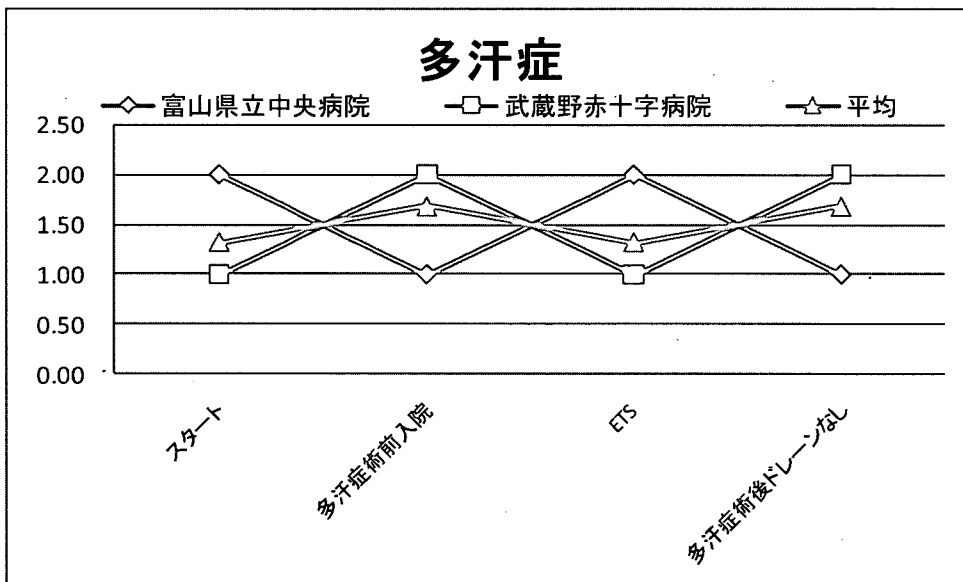 多汗症
富山県立中央病院 武蔵野赤十字病院 平均
2.50
2.00
1.50
1.00
0.50
0.00
スタート
多汗症術前入院
ETS
多汗症術後ドレーンなし